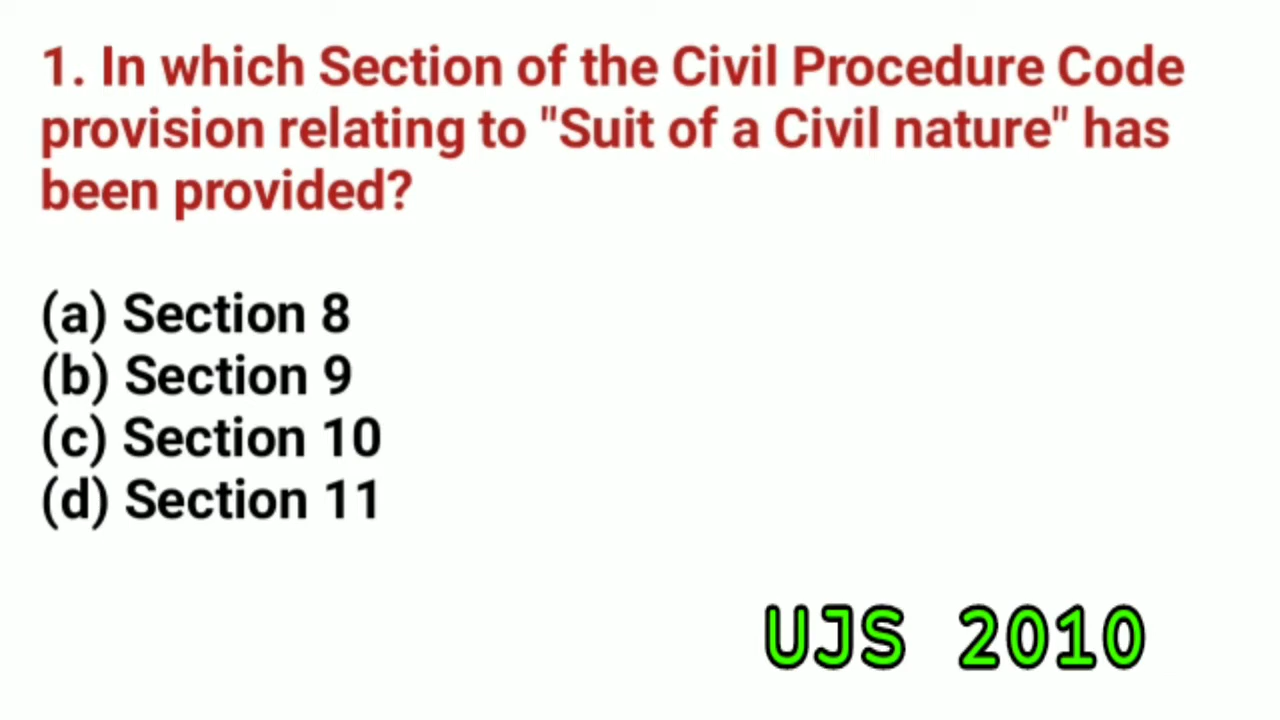 1. In which Section of the Civil Procedure Code
provision relating to "Suit of a Civil nature" has
been provided?
(a) Section 8
(b) Section 9
(c) Section 10
(d) Section 11
UJS 2010